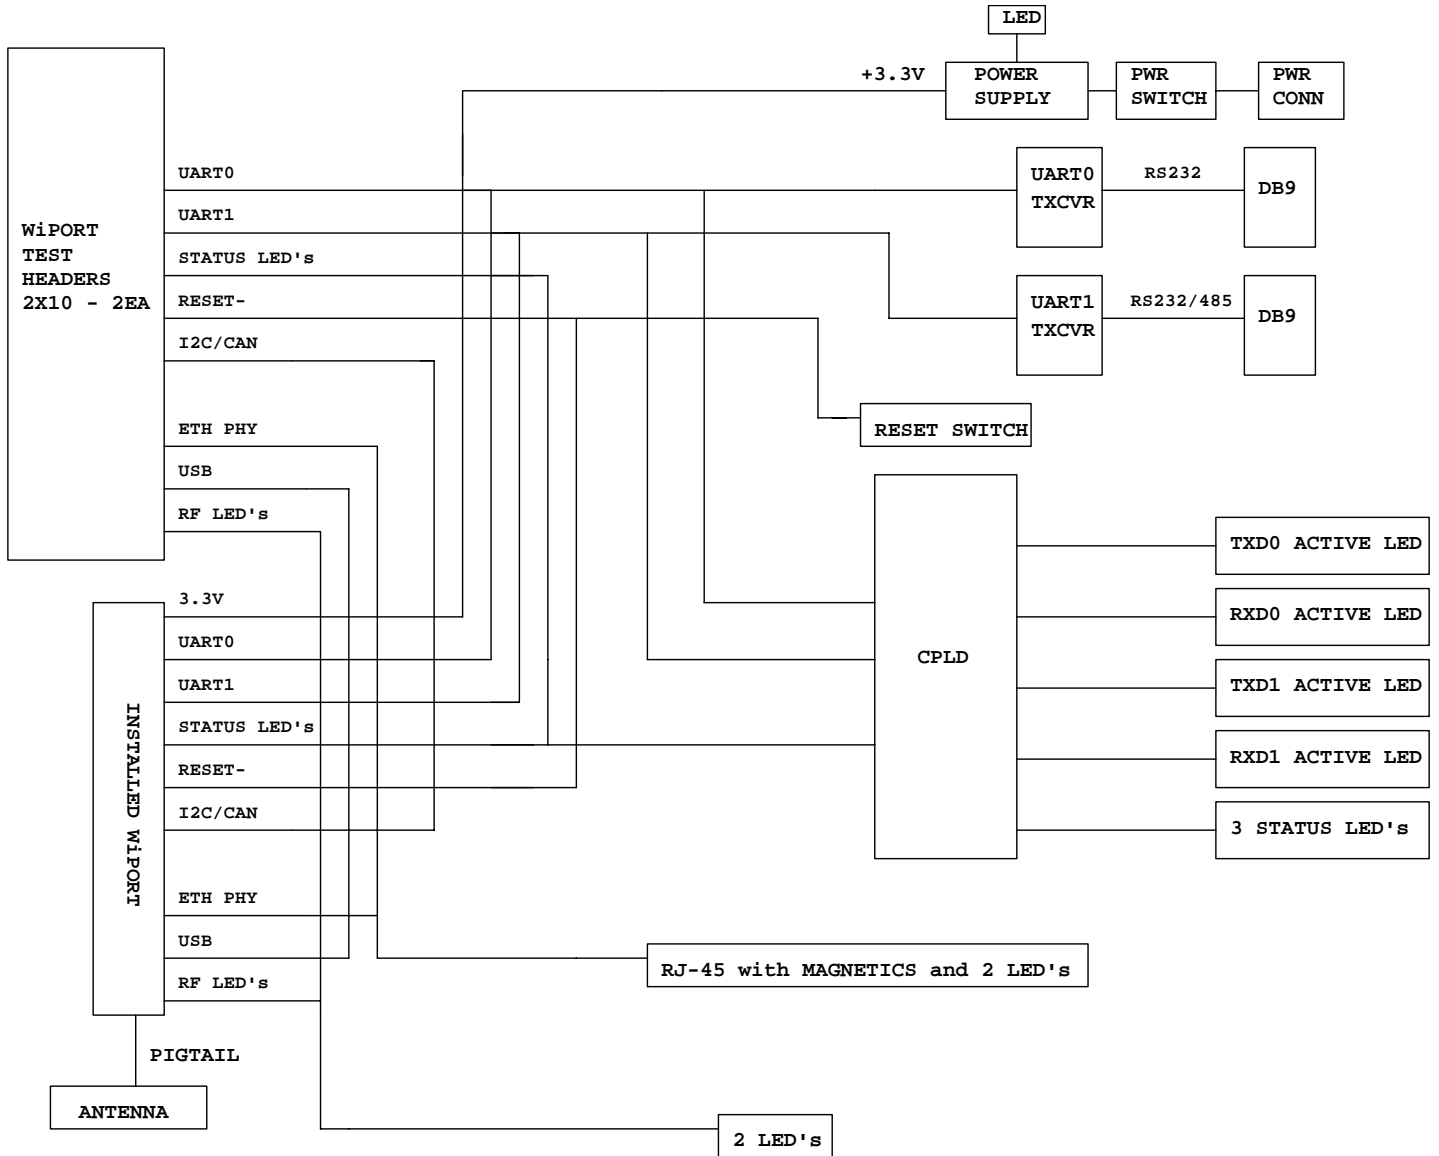 LED
+3.3V
POWER
SUPPLY
PWR
SWITCH
PWR
CONN
WiPORT
TEST
HEADERS
2X10 - 2EA
UART0
UART1
STATUS LED's
RESET-
I2C/CAN
ETH PHY
USB
RF LED's
UART0
TXCVR
RS232
DB9
UART1
TXCVR
RS232/485
DB9
RESET SWITCH
CPLD
TXD0 ACTIVE LED
RXD0 ACTIVE LED
TXD1 ACTIVE LED
RXD1 ACTIVE LED
3 STATUS LED's
INSTALLED WiPORT
3.3V
UART0
UART1
STATUS LED's
RESET-
I2C/CAN
ETH PHY
USB
RF LED's
RJ-45 with MAGNETICS and 2 LED's
PIGTAIL
ANTENNA
2 LED's